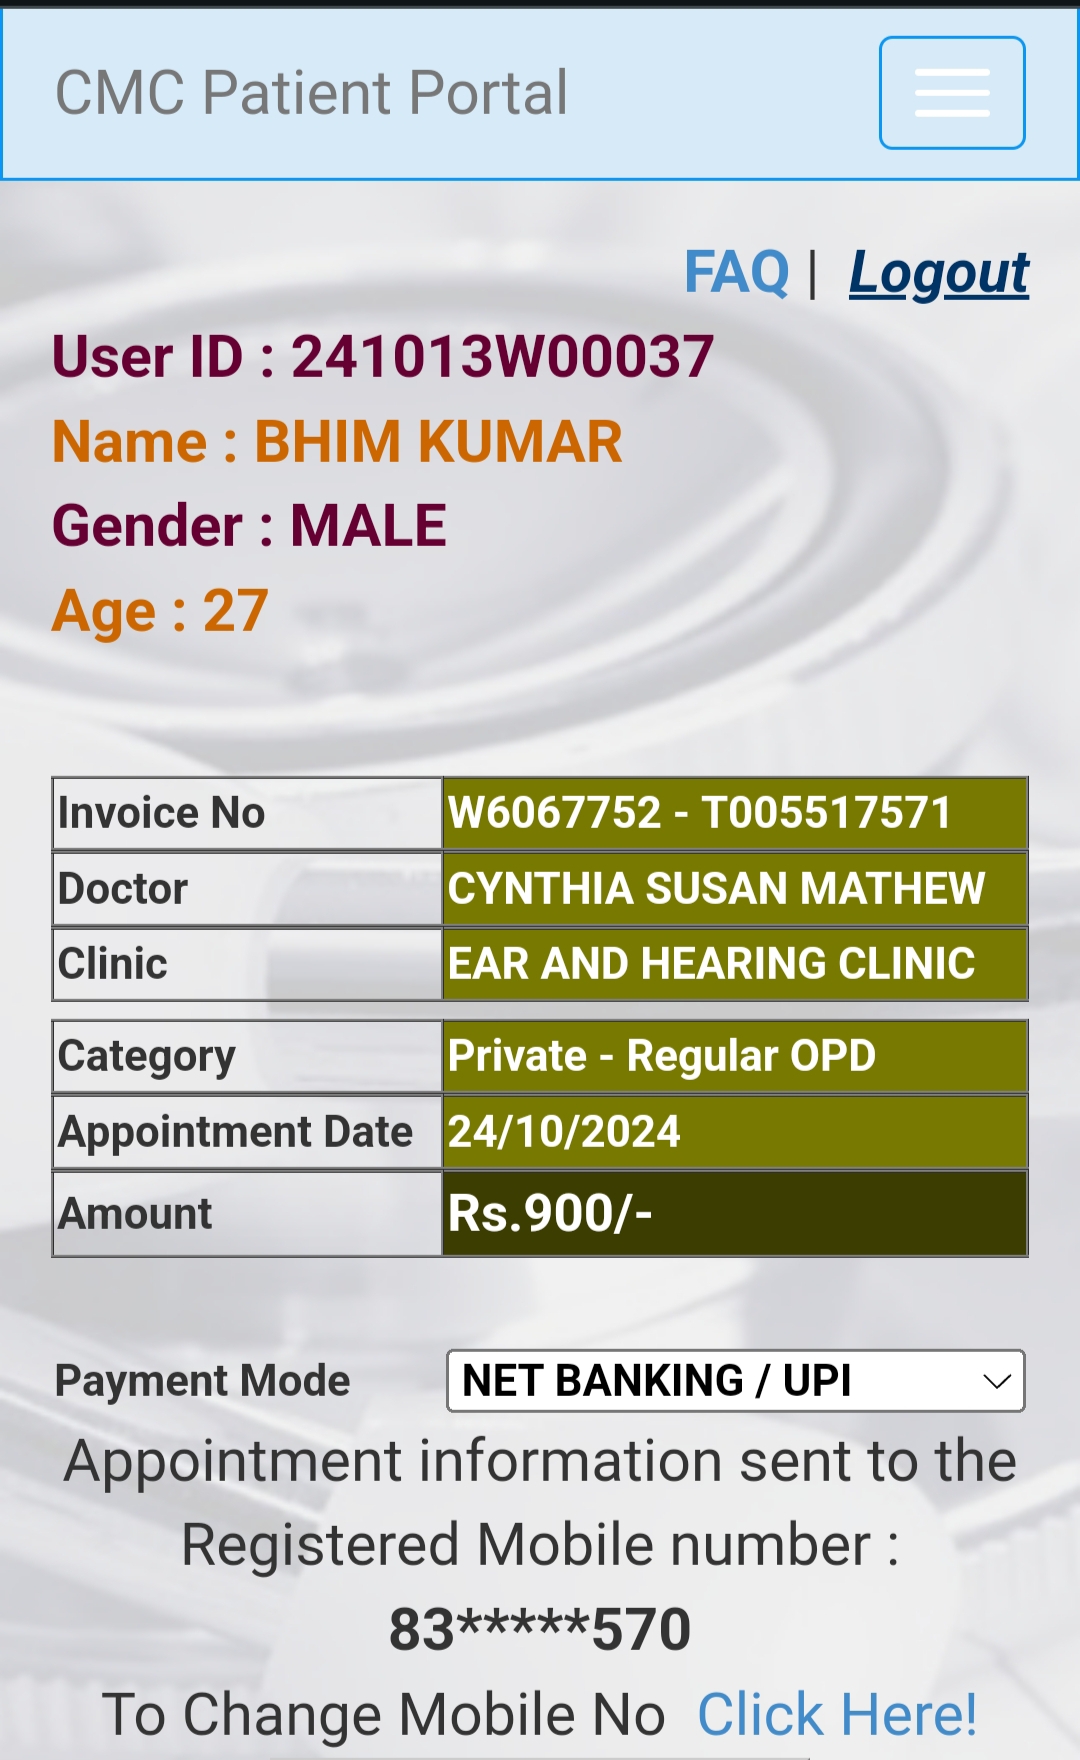 CMC Patient Portal
FAQ | Logout
User ID : 241013W00037
Name : BHIM KUMAR
Gender : MALE
Age : 27
Invoice No W6067752 - T005517571
Doctor CYNTHIA SUSAN MATHEW
Clinic EAR AND HEARING CLINIC
Category Private - Regular OPD
Appointment Date 24/10/2024
Amount Rs.900/-
Payment Mode NET BANKING / UPI
Appointment information sent to the
Registered Mobile number :
83*****570
To Change Mobile No Click Here!